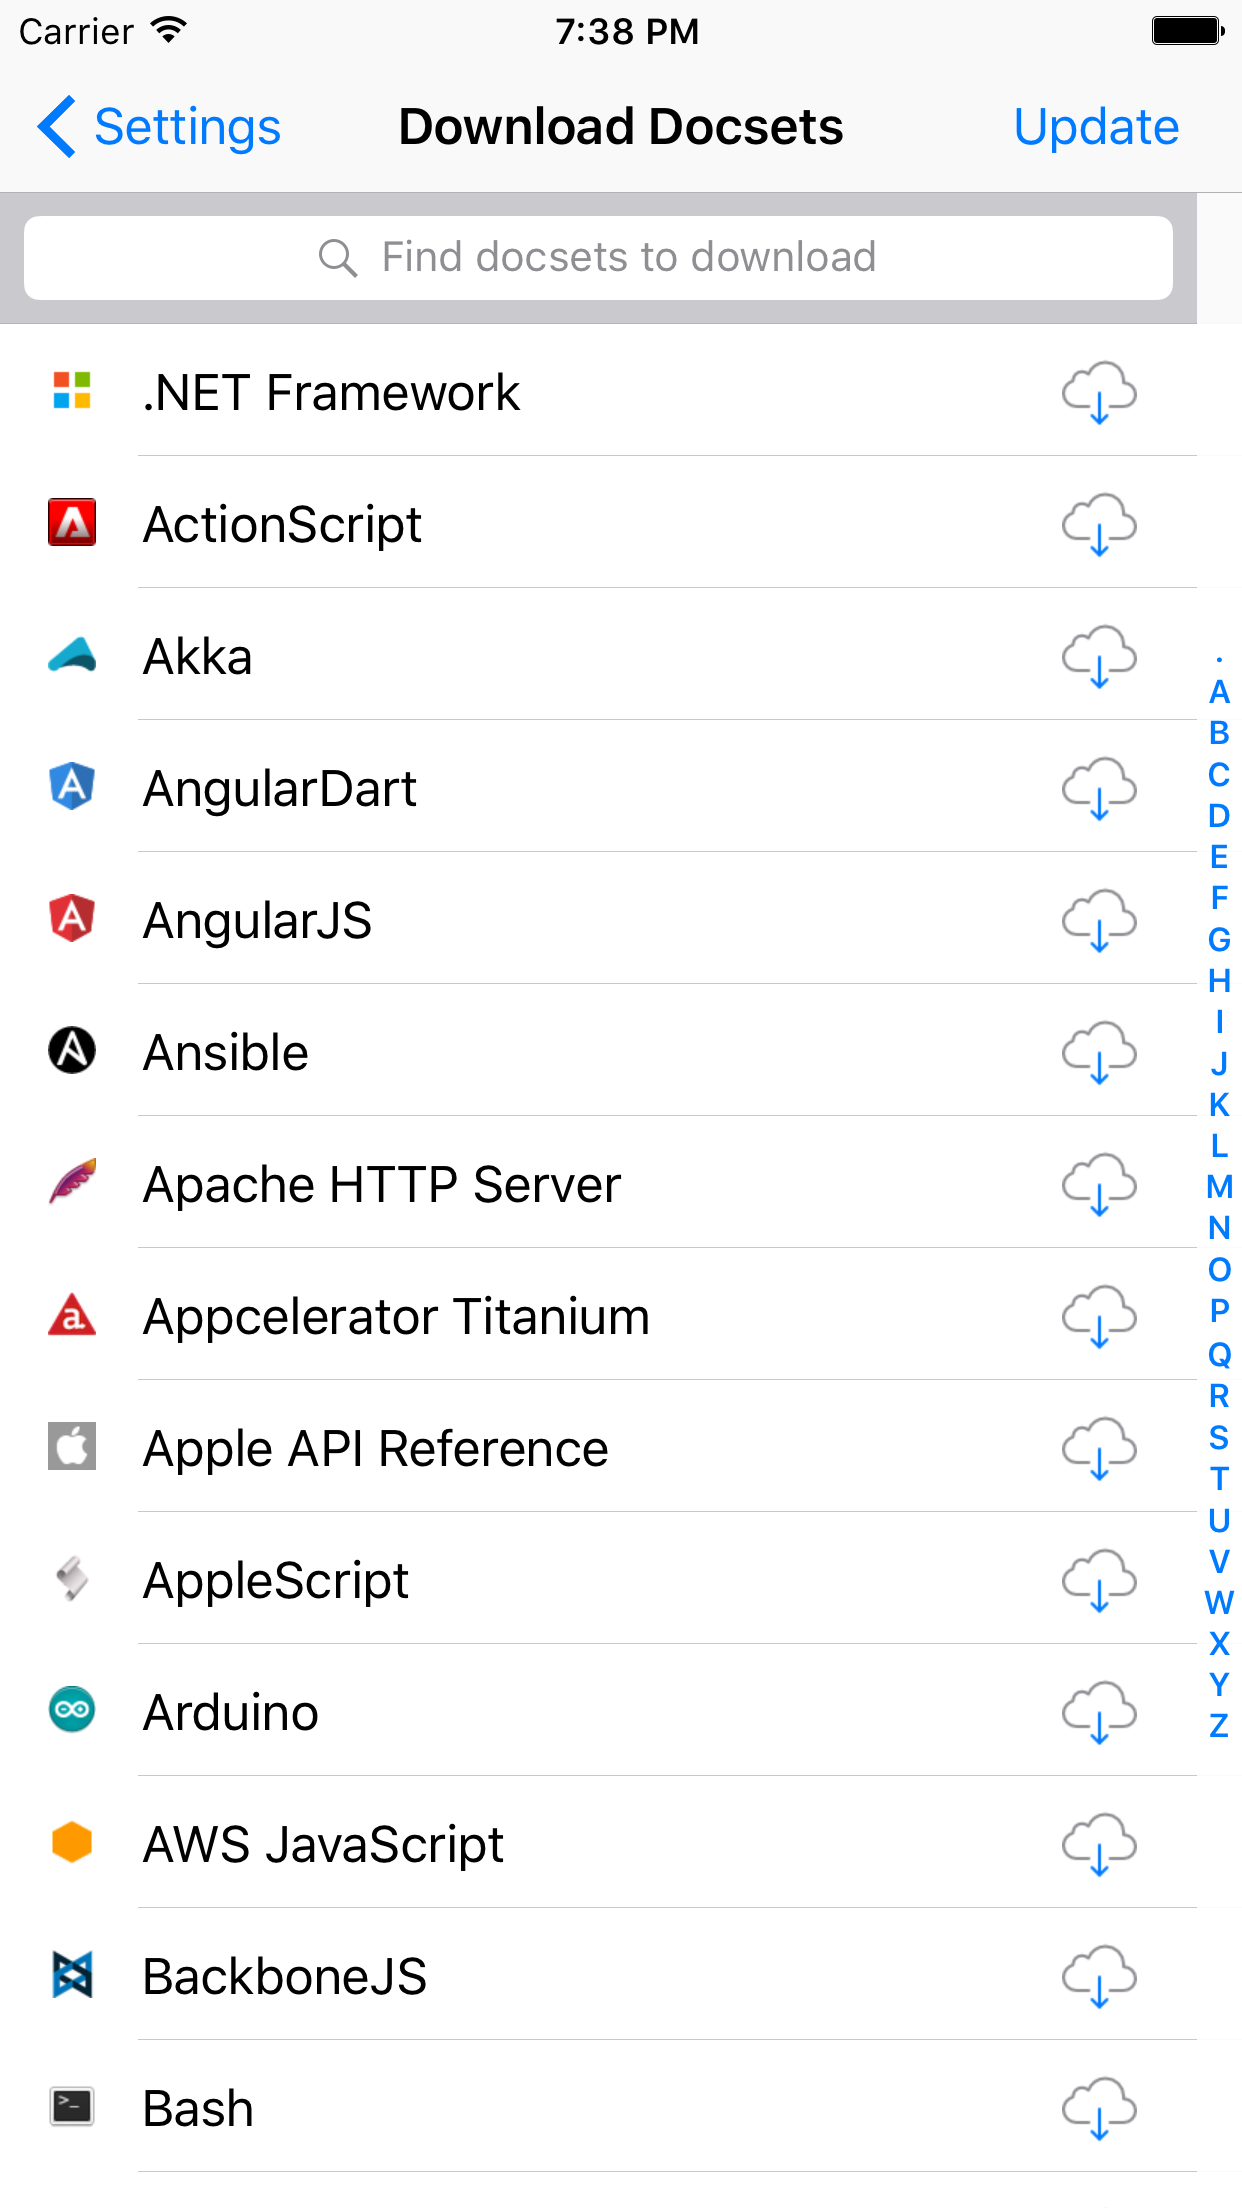 Carrier 7:38 PM
Settings Download Docsets Update
Find docsets to download
.NET Framework
ActionScript
Akka
AngularDart
AngularJS
Ansible
Apache HTTP Server
Appcelerator Titanium
Apple API Reference
AppleScript
Arduino
AWS JavaScript
BackboneJS
Bash
.
A
B
C
D
E
F
G
H
I
J
K
L
M
N
O
P
Q
R
S
T
U
V
W
X
Y
Z